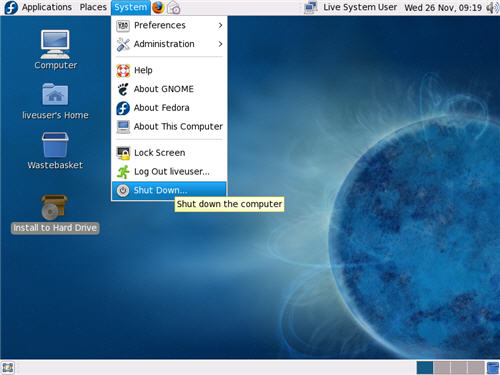 Applications Places System Live System User Wed 26 Nov, 09:19
Preferences
Administration
Help
About GNOME
About Fedora
About This Computer
Lock Screen
Log Out liveuser...
Shut Down...
Shut down the computer
Computer
liveuser's Home
Wastebasket
Install to Hard Drive